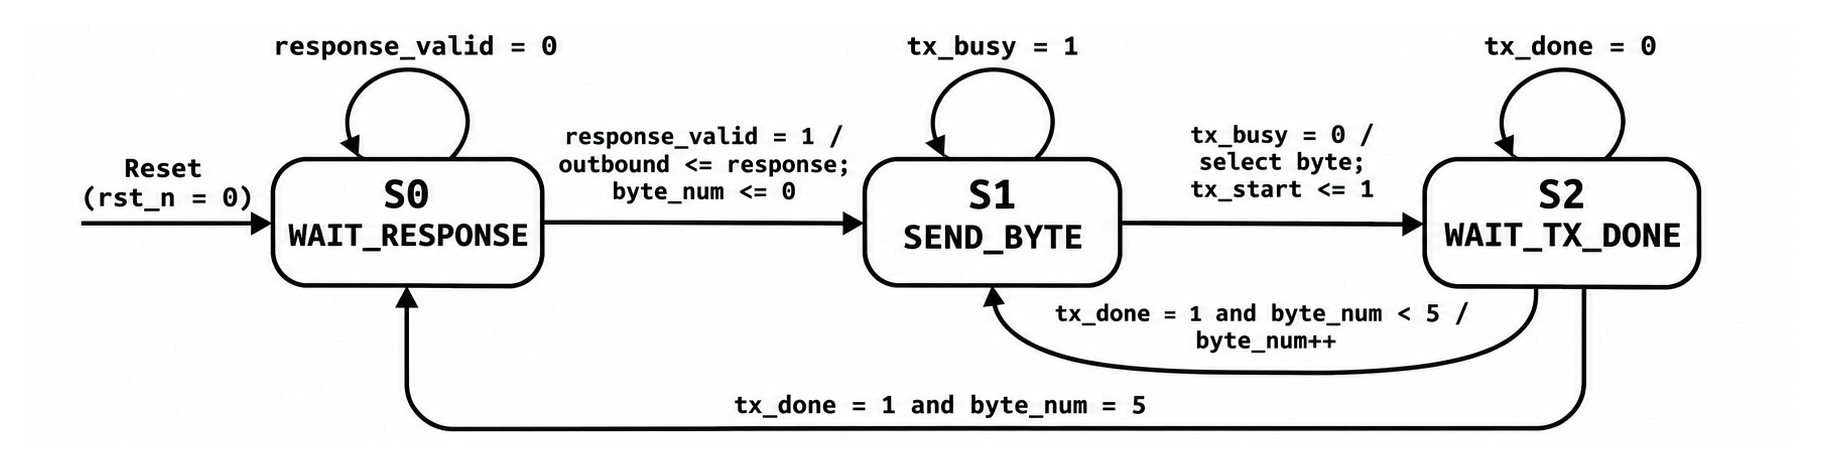 response_valid = 0
tx_busy = 1
tx_done = 0
Reset
(rst_n = 0)
S0
WAIT_RESPONSE
response_valid = 1 /
outbound <= response;
byte_num <= 0
S1
SEND_BYTE
tx_busy = 0 /
select byte;
tx_start <= 1
S2
WAIT_TX_DONE
tx_done = 1 and byte_num < 5 /
byte_num++
tx_done = 1 and byte_num = 5